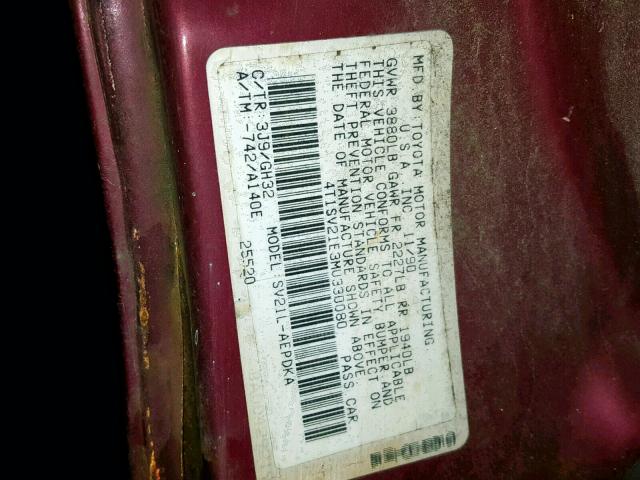 MFD BY: TOYOTA MOTOR MANUFACTURING,
U S A, INC 11/90
GVWR 3880LB GAWR FR 2227LB RR 1940LB
THIS VEHICLE CONFORMS TO ALL APPLICABLE
FEDERAL MOTOR VEHICLE SAFETY BUMPER AND
THEFT PREVENTION STANDARDS IN EFFECT ON
THE DATE OF MANUFACTURE SHOWN ABOVE.
4T1SV21E3MU330080 PASS CAR
C/TR: 3J9/GH32 MODEL: SV21L-AEPDKA
A/TM: -7427/A140E 25520